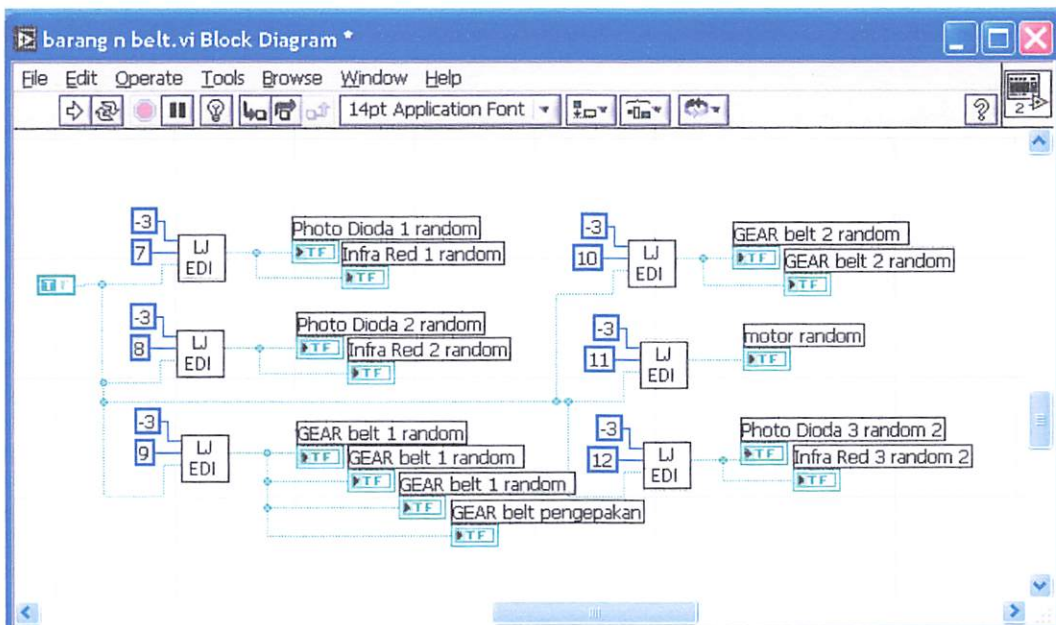 barang n belt.vi Block Diagram *
File Edit Operate Tools Browse Window Help
14pt Application Font
?
2
-3
7
LJ
EDI
Photo Dioda 1 random
TF
Infra Red 1 random
TF
-3
10
LJ
EDI
GEAR belt 2 random
TF
GEAR belt 2 random
TF
T F
-3
8
LJ
EDI
Photo Dioda 2 random
TF
Infra Red 2 random
TF
-3
11
LJ
EDI
motor random
TF
-3
9
LJ
EDI
GEAR belt 1 random
TF
GEAR belt 1 random
TF
GEAR belt 1 random
TF
GEAR belt pengepakan
TF
-3
12
LJ
EDI
Photo Dioda 3 random 2
TF
Infra Red 3 random 2
TF